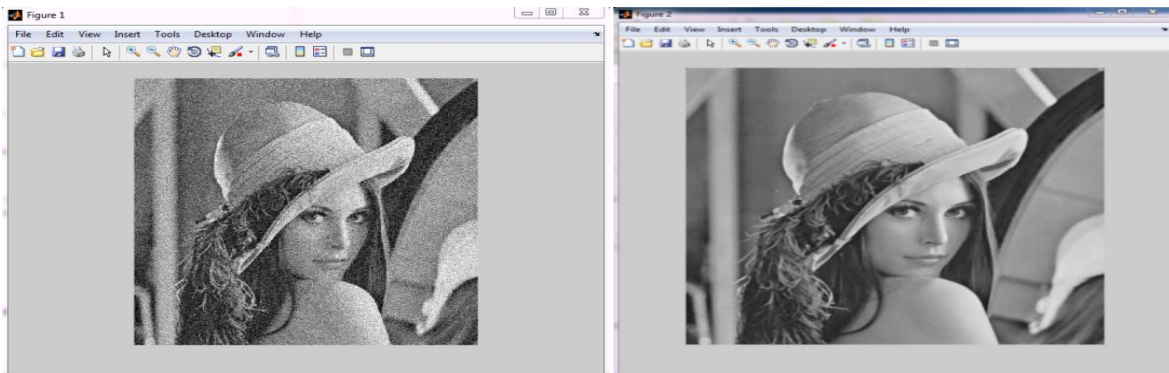 Figure 1
File Edit View Insert Tools Desktop Window Help
Figure 2
File Edit View Insert Tools Desktop Window Help